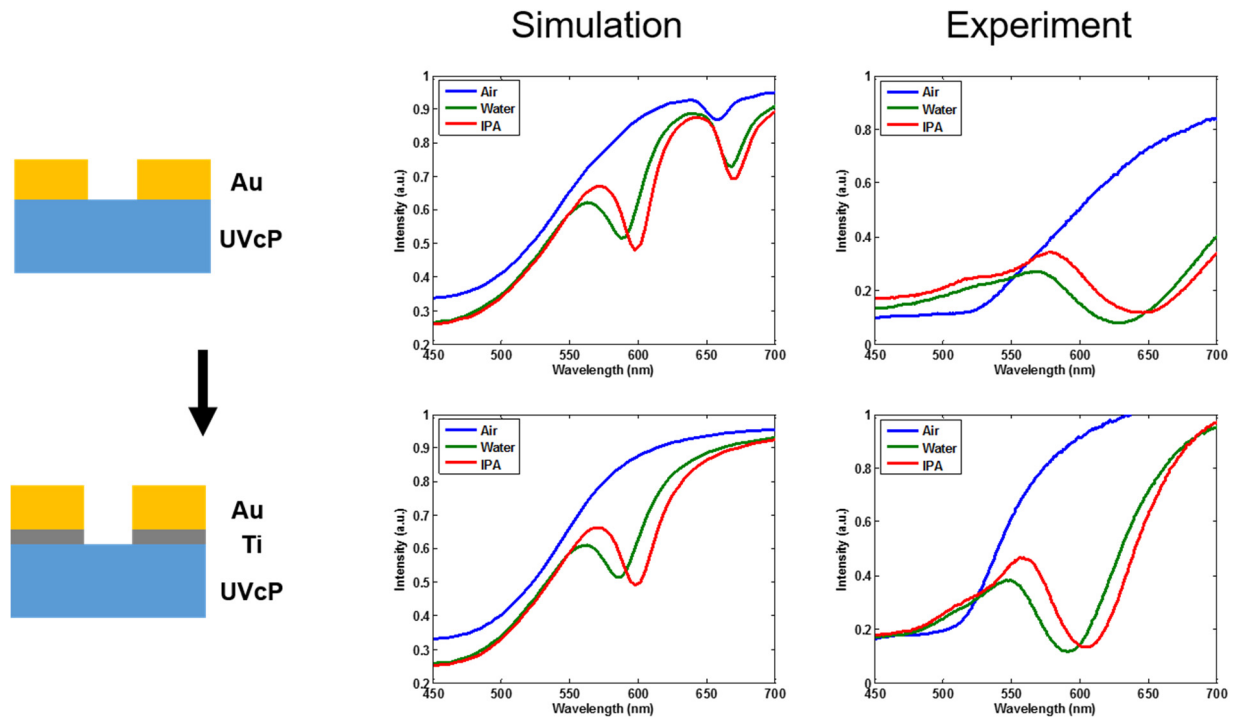 Simulation
Experiment
Au
UVcP
1
0.9
0.8
0.7
0.6
0.5
0.4
0.3
0.2
Intensity (a.u.)
Air
Water
IPA
450
500
550
600
650
700
Wavelength (nm)
1
0.8
0.6
0.4
0.2
0
Intensity (a.u.)
Air
Water
IPA
450
500
550
600
650
700
Wavelength (nm)
Au
Ti
UVcP
1
0.9
0.8
0.7
0.6
0.5
0.4
0.3
0.2
Intensity (a.u.)
Air
Water
IPA
450
500
550
600
650
700
Wavelength (nm)
1
0.8
0.6
0.4
0.2
0
Intensity (a.u.)
Air
Water
IPA
450
500
550
600
650
700
Wavelength (nm)